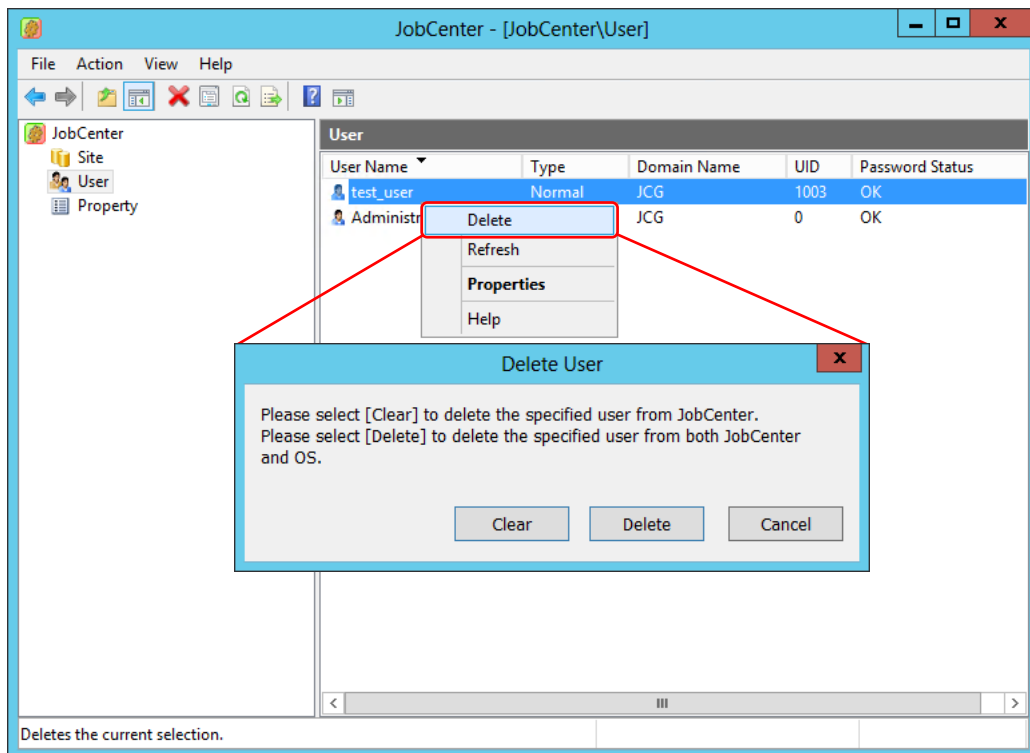 JobCenter - [JobCenter\User]
File Action View Help
JobCenter
Site
User
Property
User
User Name Type Domain Name UID Password Status
test_user Normal JCG 1003 OK
Administr JCG 0 OK
Delete
Refresh
Properties
Help
Delete User
Please select [Clear] to delete the specified user from JobCenter.
Please select [Delete] to delete the specified user from both JobCenter
and OS.
Clear Delete Cancel
Deletes the current selection.